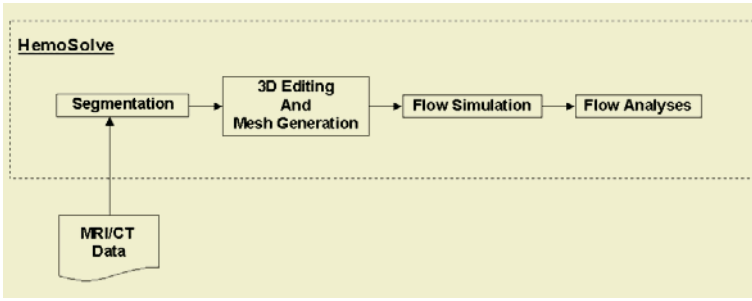 HemoSolve
Segmentation
3D Editing
And
Mesh Generation
Flow Simulation
Flow Analyses
MRI/CT
Data